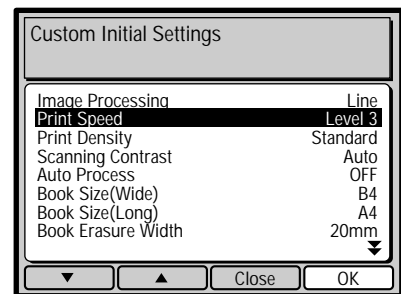 Custom Initial Settings
Image Processing Line
Print Speed Level 3
Print Density Standard
Scanning Contrast Auto
Auto Process OFF
Book Size(Wide) B4
Book Size(Long) A4
Book Erasure Width 20mm
▼ ▲ Close OK